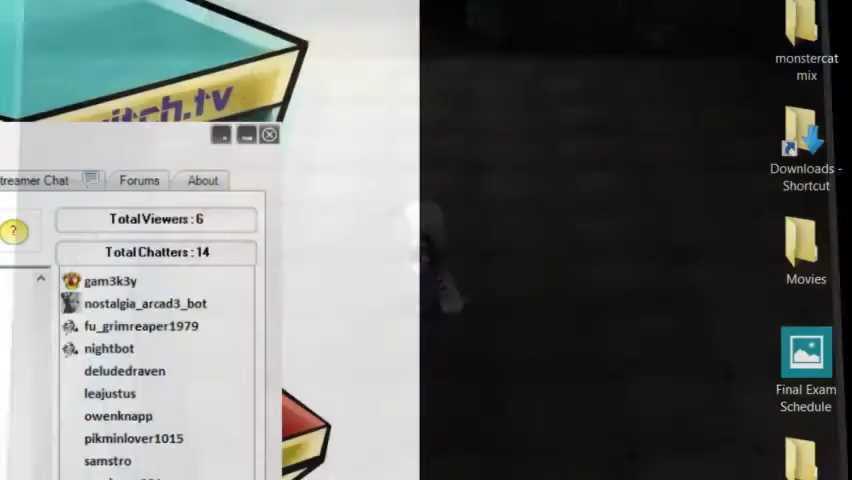 itch.tv
treamer Chat
Forums
About
?
Total Viewers : 6
Total Chatters : 14
gam3k3y
nostalgia_arcad3_bot
fu_grimreaper1979
nightbot
deludedraven
leajustus
owenknapp
pikminlover1015
samstro
monstercat
mix
Downloads -
Shortcut
Movies
Final Exam
Schedule